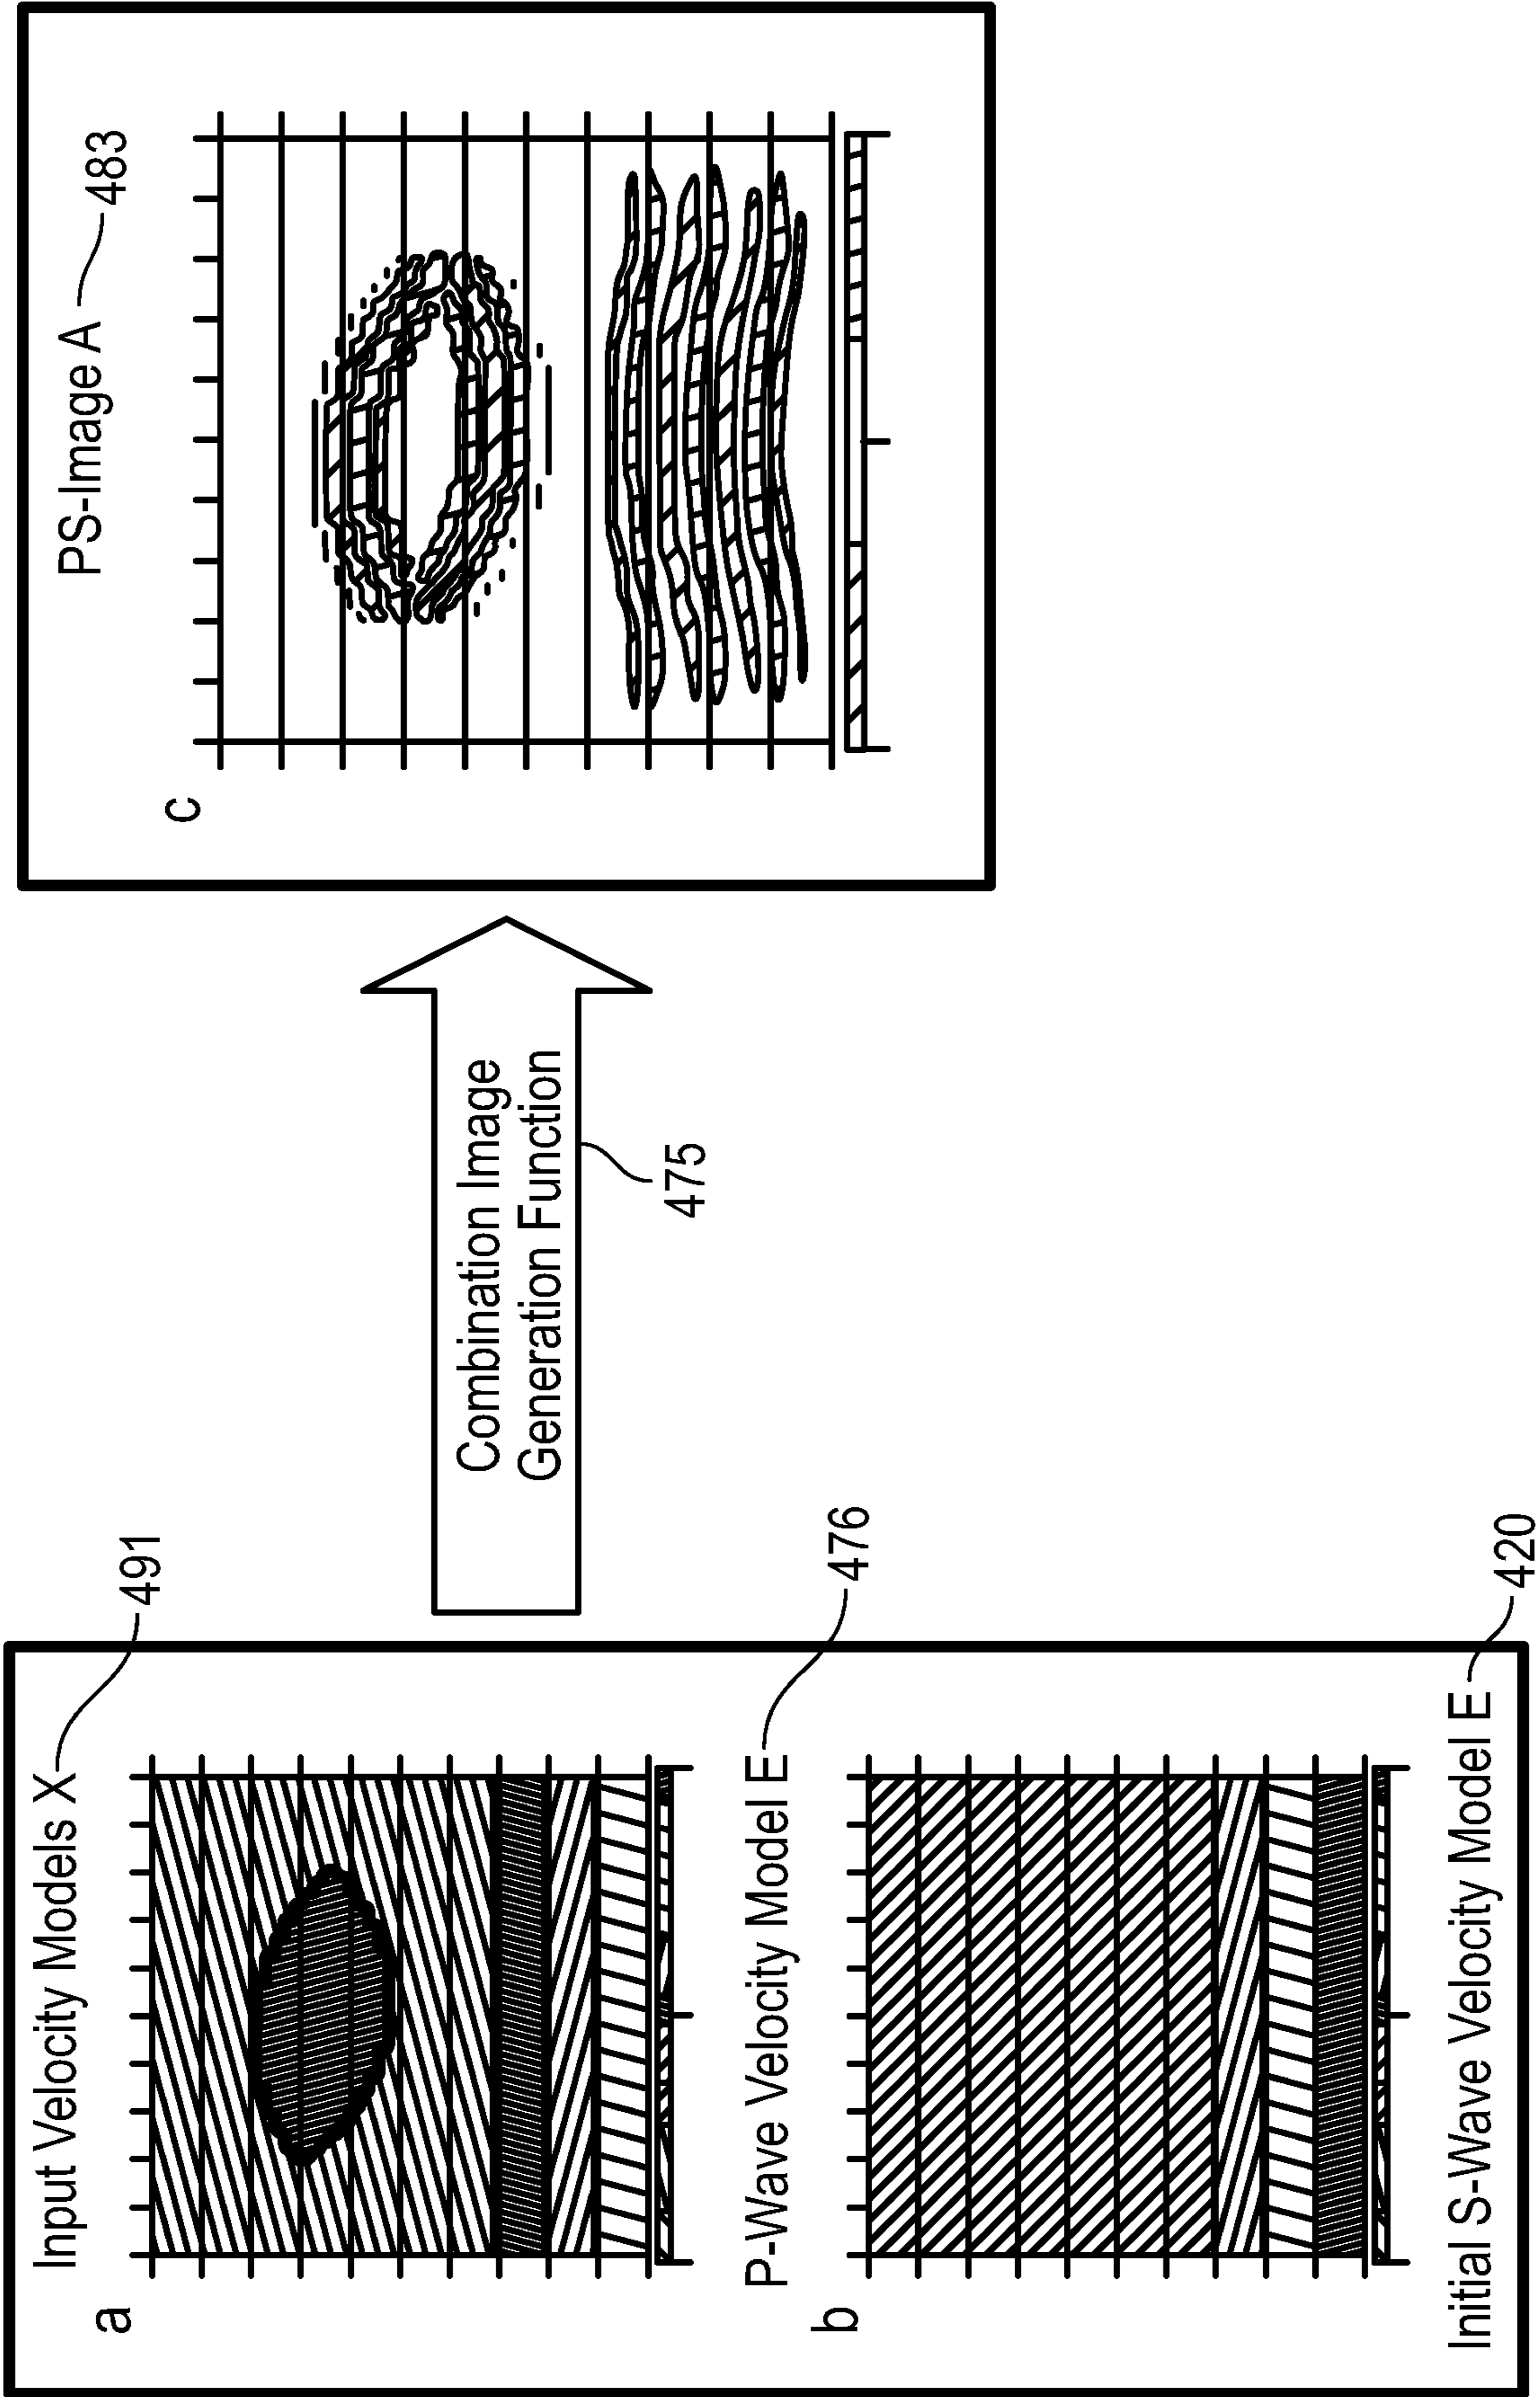 Input Velocity Models X
491
a
P-Wave Velocity Model E
476
b
Initial S-Wave Velocity Model E
420
Combination Image
Generation Function
475
PS-Image A
483
c